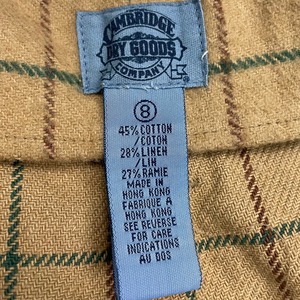 CAMBRIDGE
DRY GOODS
COMPANY
8
45% COTTON
/COTON
28% LINEN
/LIN
27% RAMIE
MADE IN
HONG KONG
FABRIQUE A
HONG KONG
SEE REVERSE
FOR CARE
INDICATIONS
AU DOS